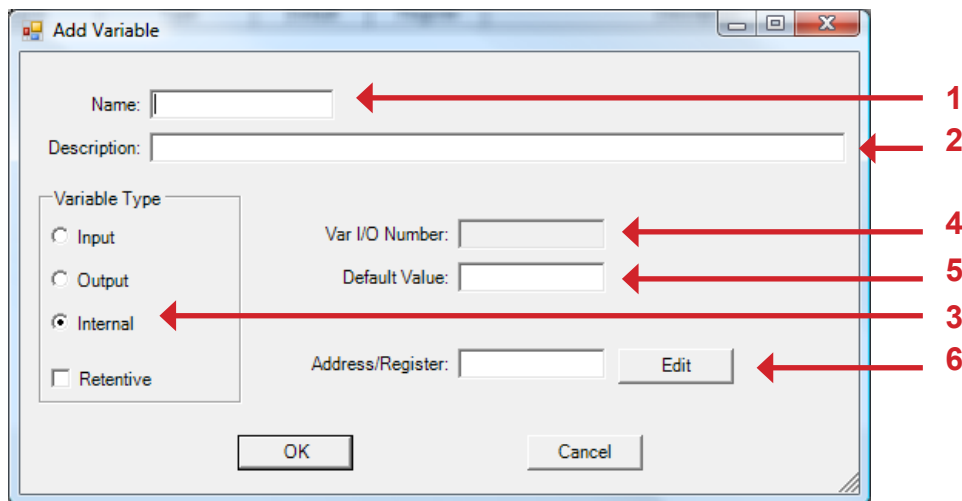 Add Variable
Name:
1
Description:
2
Variable Type
Input
Var I/O Number:
4
Output
Default Value:
5
Internal
3
Retentive
Address/Register:
Edit
6
OK
Cancel